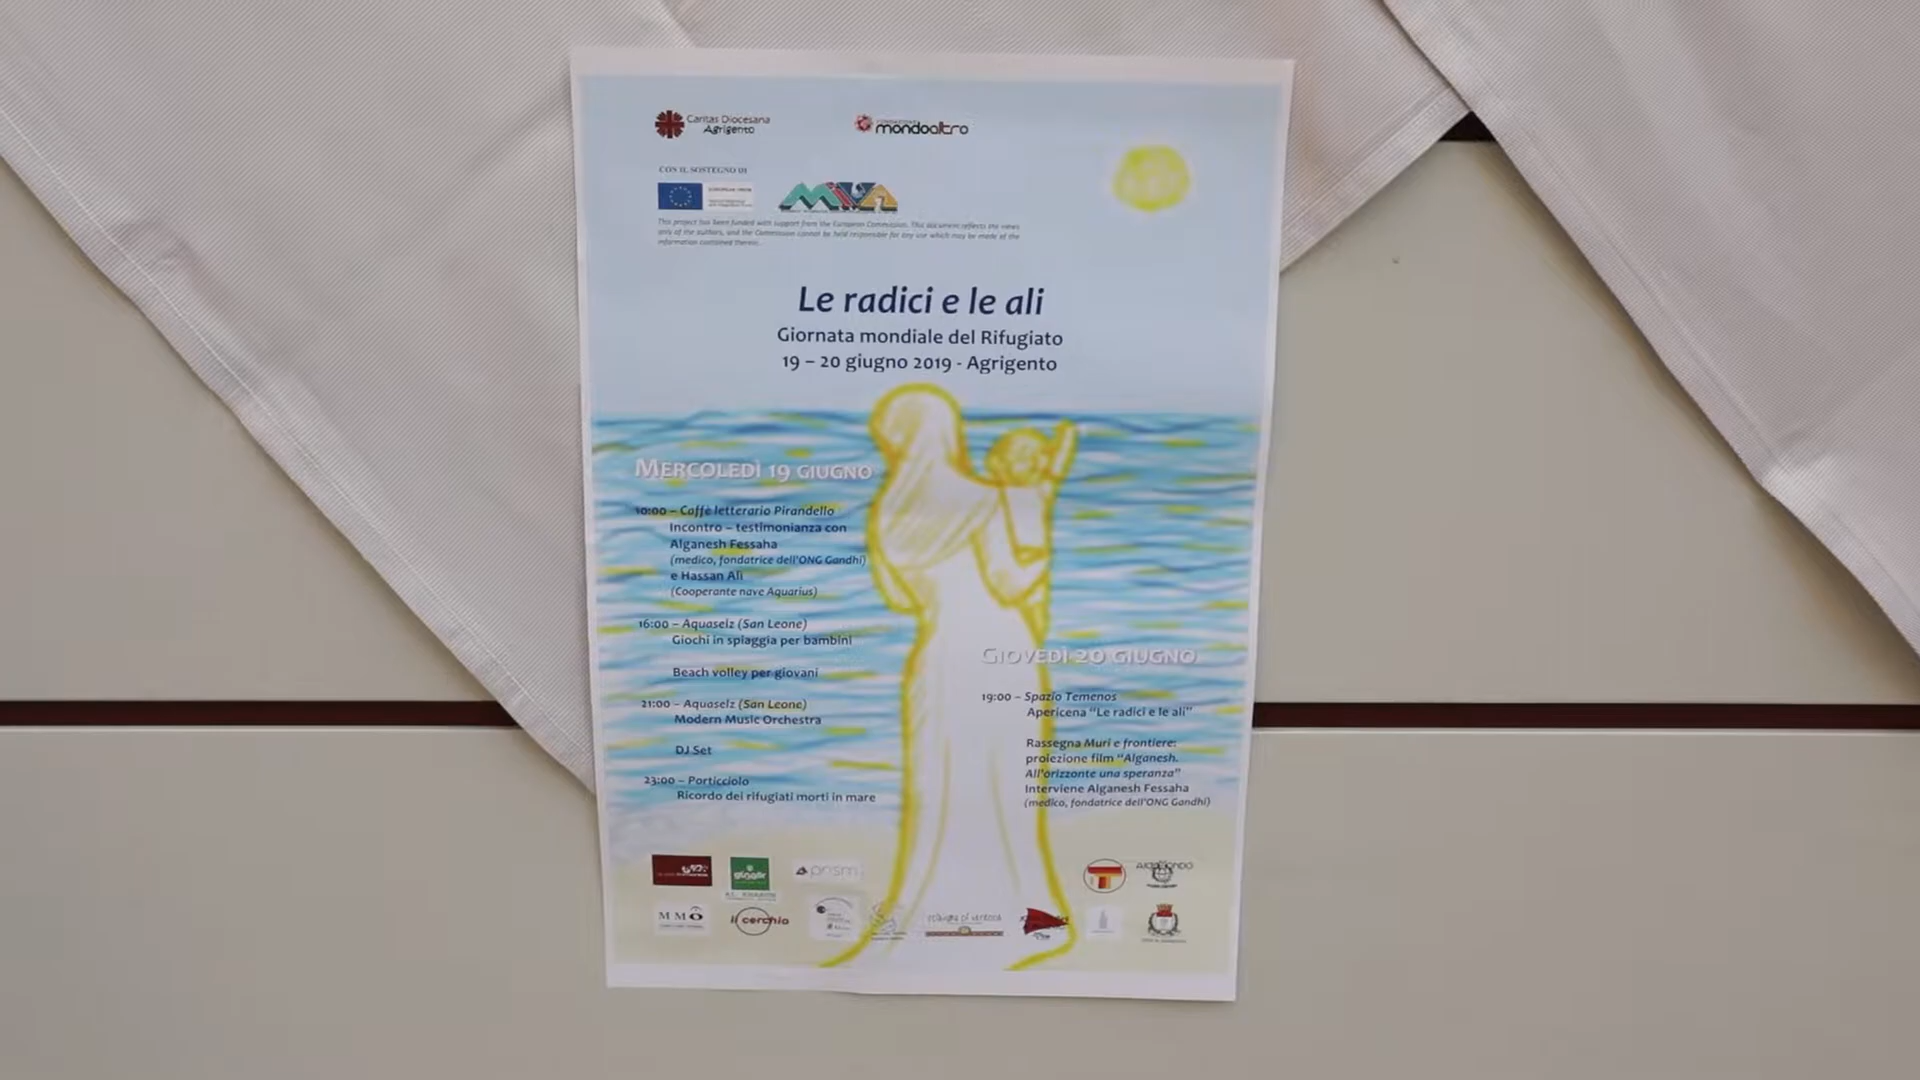 Caritas Diocesana
Agrigento
mondoaltro
CON IL SOSTEGNO DI
MIVA
This project has been funded with support from the European Commission. This document reflects the views
only of the authors, and the Commission cannot be held responsible for any use which may be made of the
information contained therein.
Le radici e le ali
Giornata mondiale del Rifugiato
19 – 20 giugno 2019 - Agrigento
MERCOLEDÌ 19 GIUGNO
10:00 – Caffè letterario Pirandello
Incontro – testimonianza con
Alganesh Fessaha
(medico, fondatrice dell'ONG Gandhi)
e Hassan Ali
(Cooperante nave Aquarius)
16:00 – Aquaselz (San Leone)
Giochi in spiaggia per bambini
Beach volley per giovani
21:00 – Aquaselz (San Leone)
Modern Music Orchestra
DJ Set
23:00 – Porticciolo
Ricordo dei rifugiati morti in mare
GIOVEDÌ 20 GIUGNO
19:00 – Spazio Temenos
Apericena "Le radici e le ali"
Rassegna Muri e frontiere:
proiezione film "Alganesh.
All'orizzonte una speranza"
Interviene Alganesh Fessaha
(medico, fondatrice dell'ONG Gandhi)
ginger
prism
MMO
il cerchio